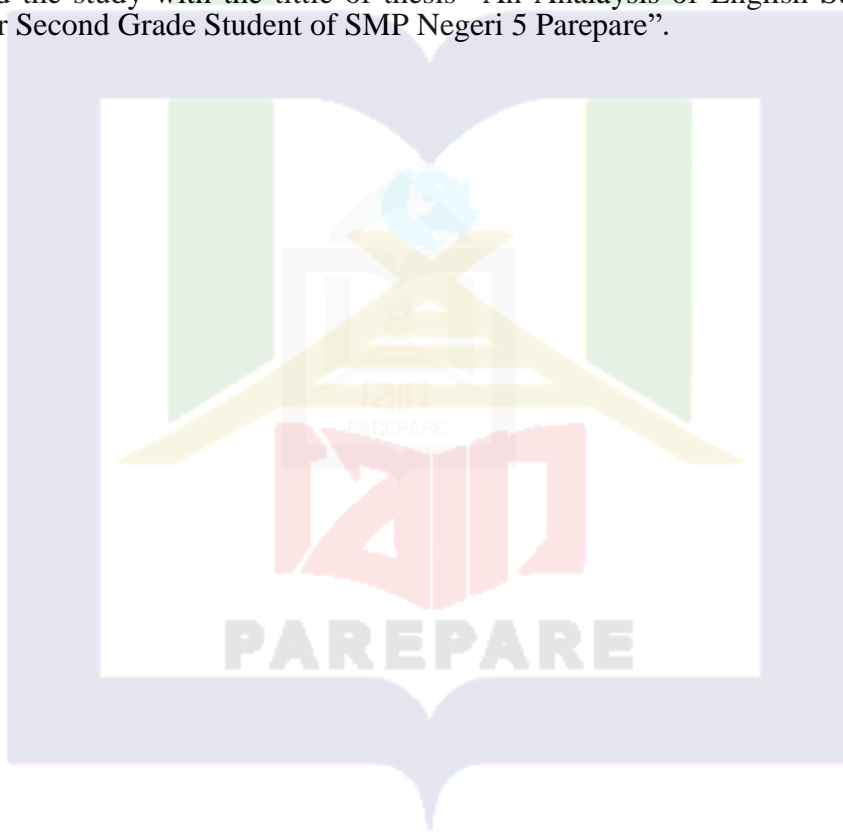 the study with the tittle of thesis “An Analaysis of English
Second Grade Student of SMP Negeri 5 Parepare”.
PAREPARE
PAREPARE